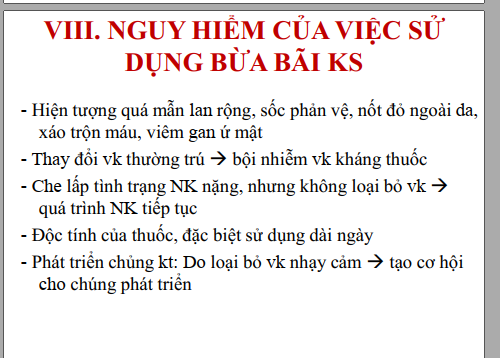 VIII. NGUY HIỂM CỦA VIỆC SỬ
DỤNG BỪA BÃI KS
- Hiện tượng quá mẫn lan rộng, sốc phản vệ, nốt đỏ ngoài da,
xáo trộn máu, viêm gan ứ mật
- Thay đổi vk thường trú → bội nhiễm vk kháng thuốc
- Che lấp tình trạng NK nặng, nhưng không loại bỏ vk →
quá trình NK tiếp tục
- Độc tính của thuốc, đặc biệt sử dụng dài ngày
- Phát triển chủng kt: Do loại bỏ vk nhạy cảm → tạo cơ hội
cho chúng phát triển